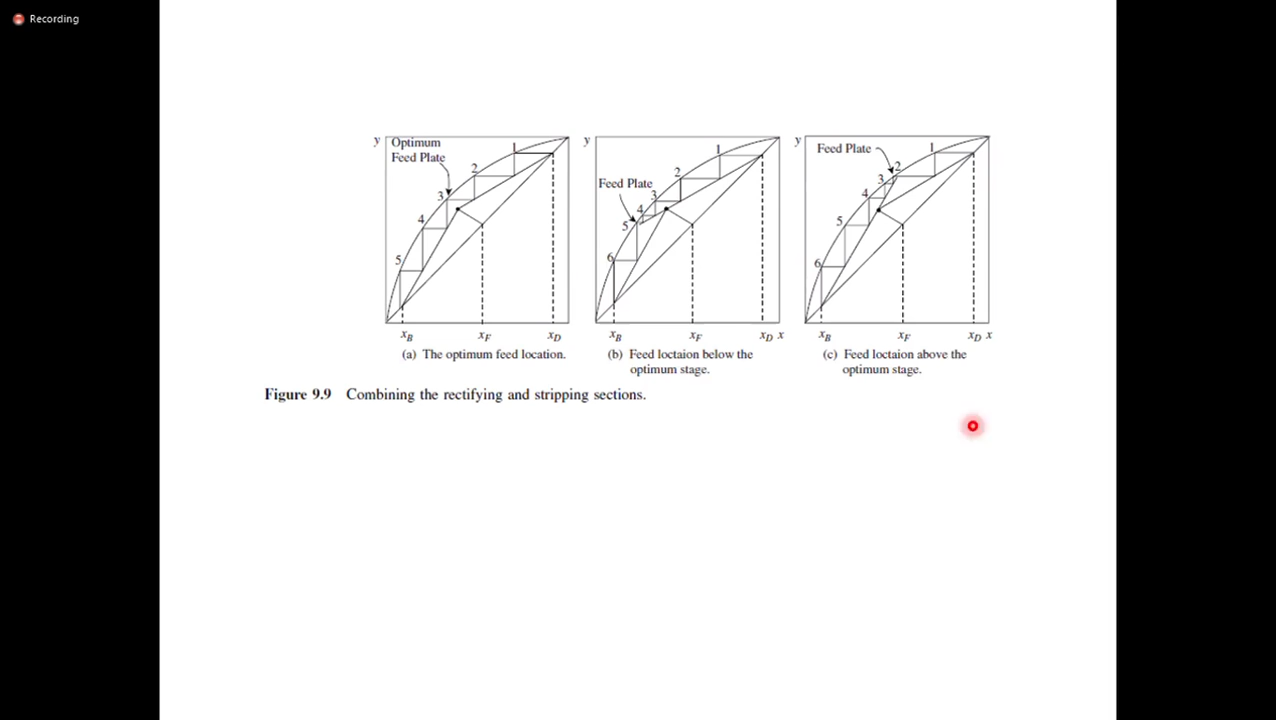 Recording
y
Optimum
Feed Plate
1
2
3
4
5
x_B
x_F
x_D
(a) The optimum feed location.
y
Feed Plate
1
2
3
4
5
6
x_B
x_F
x_D x
(b) Feed loctaion below the
optimum stage.
y
Feed Plate
1
2
3
4
5
6
x_B
x_F
x_D x
(c) Feed loctaion above the
optimum stage.
Figure 9.9 Combining the rectifying and stripping sections.